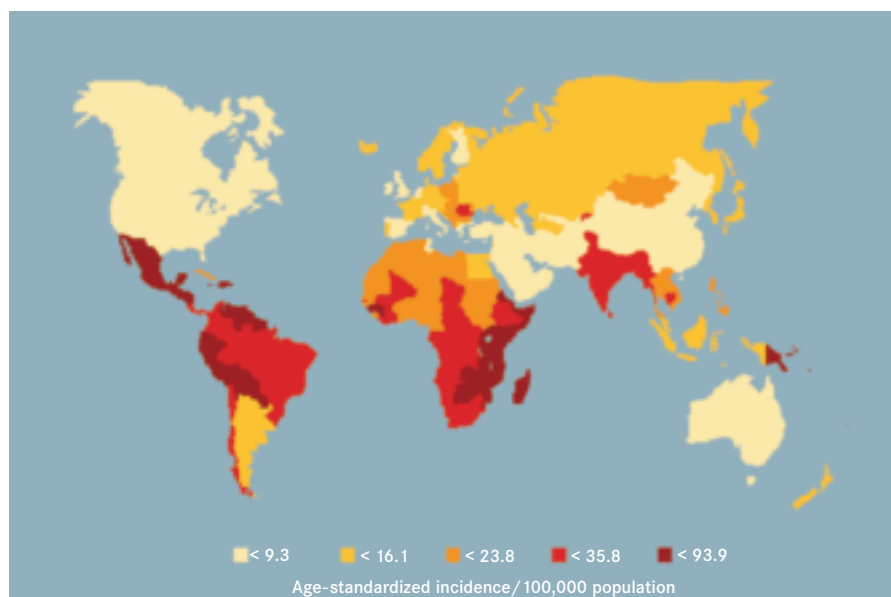 < 9.3 < 16.1 < 23.8 < 35.8 < 93.9
Age-standardized incidence/100,000 population